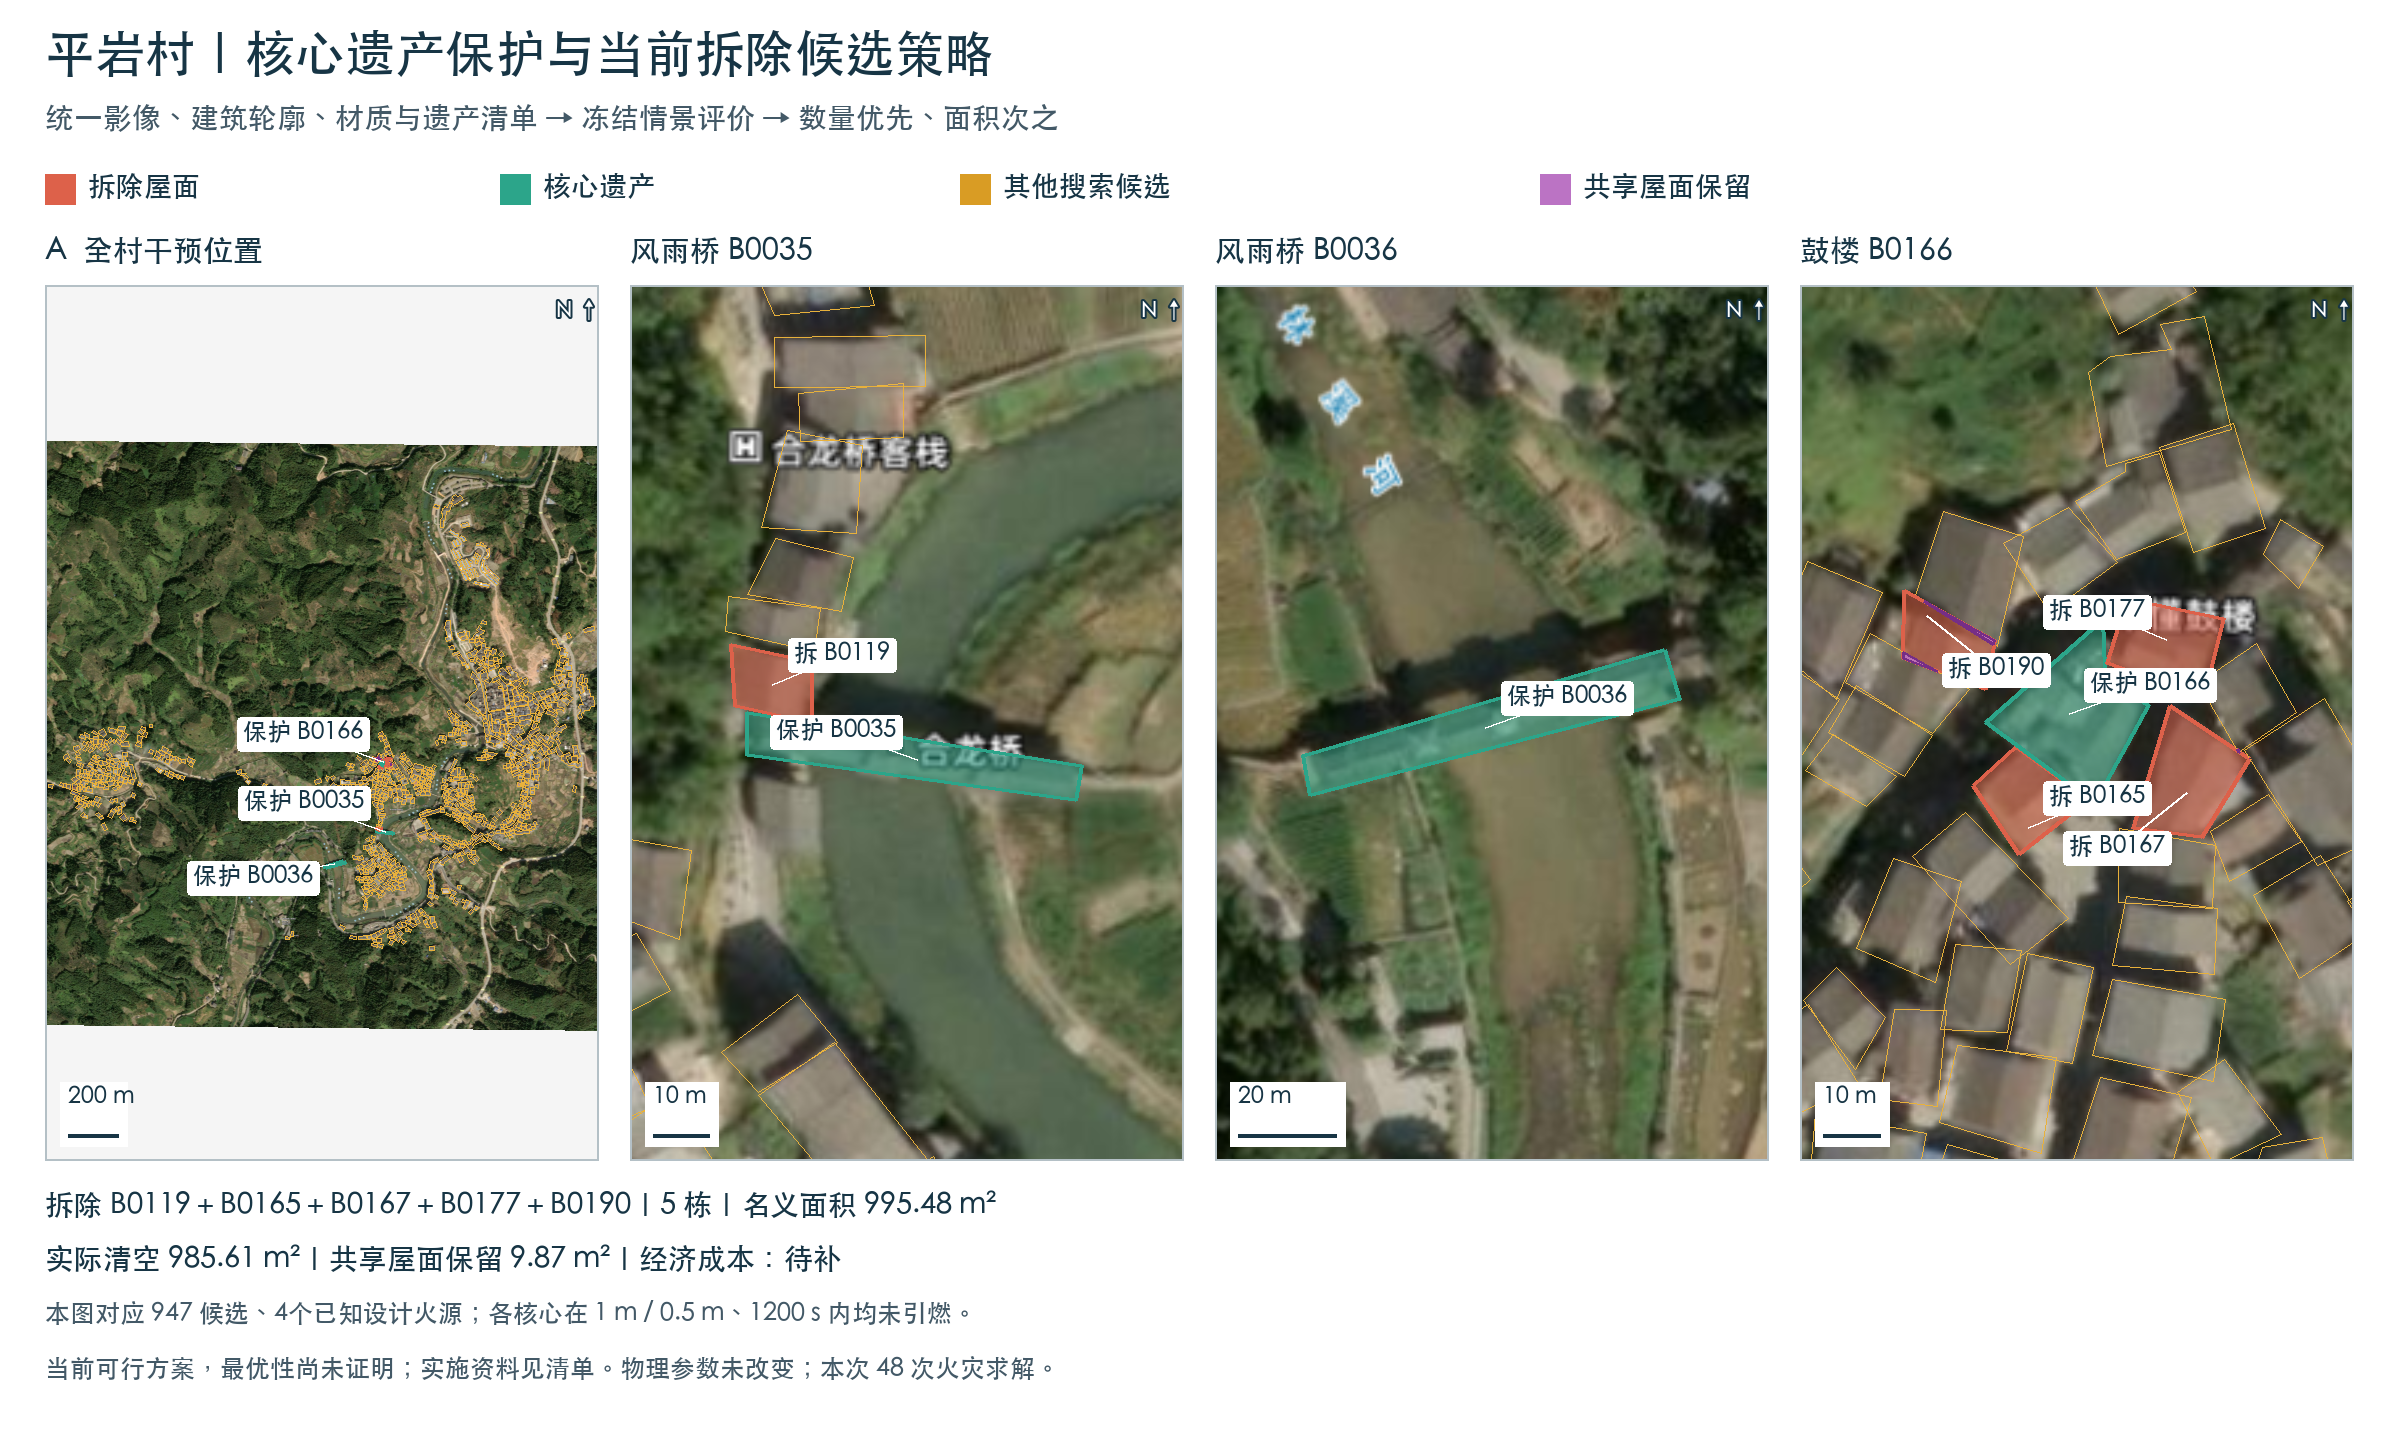 平岩村 | 核心遗产保护与当前拆除候选策略
统一影像、建筑轮廓、材质与遗产清单 → 冻结情景评价 → 数量优先、面积次之
拆除屋面
核心遗产
其他搜索候选
共享屋面保留
A 全村干预位置
N
保护 B0166
保护 B0035
保护 B0036
200 m
风雨桥 B0035
N
H 合龙桥客栈
拆 B0119
保护 B0035
合龙桥
10 m
风雨桥 B0036
N
林
溪
河
保护 B0036
20 m
鼓楼 B0166
N
拆 B0177
鼓楼
拆 B0190
保护 B0166
拆 B0165
拆 B0167
10 m
拆除 B0119 + B0165 + B0167 + B0177 + B0190 | 5 栋 | 名义面积 995.48 m²
实际清空 985.61 m² | 共享屋面保留 9.87 m² | 经济成本：待补
本图对应 947 候选、4个已知设计火源；各核心在 1 m / 0.5 m、1200 s 内均未引燃。
当前可行方案，最优性尚未证明；实施资料见清单。物理参数未改变；本次 48 次火灾求解。